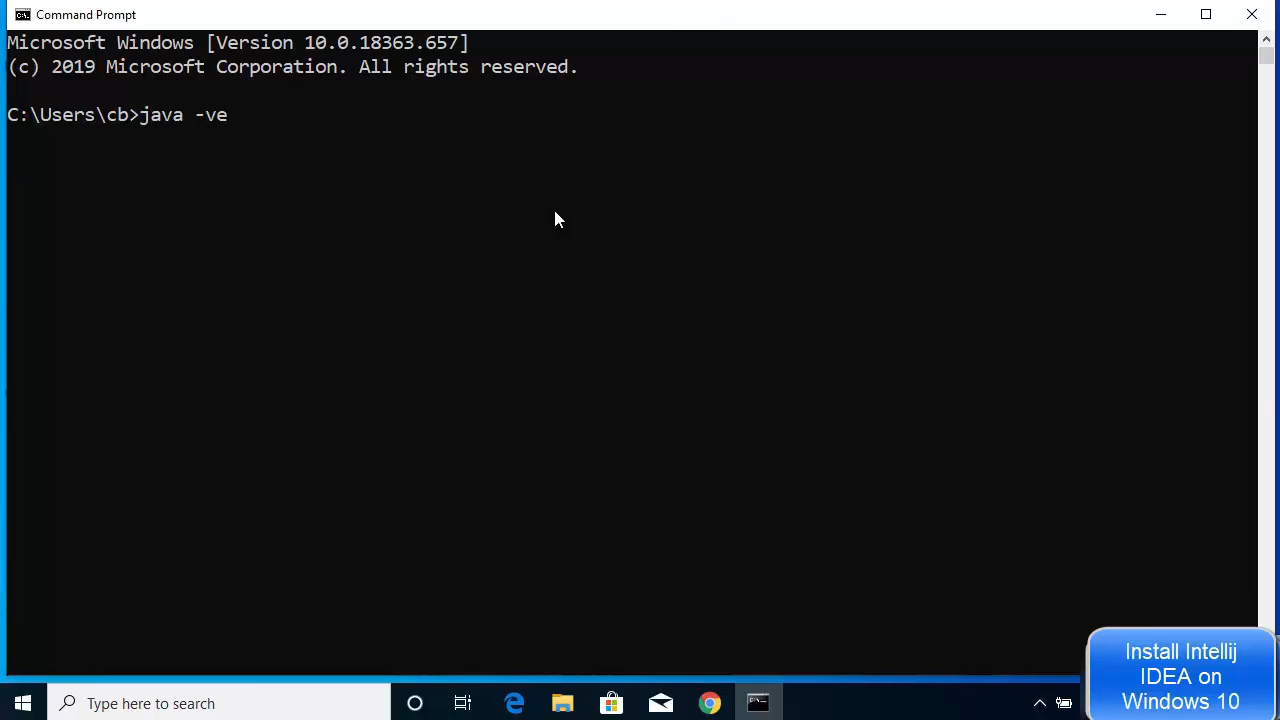 Command Prompt
Microsoft Windows [Version 10.0.18363.657]
(c) 2019 Microsoft Corporation. All rights reserved.
C:\Users\cb>java -ve
Install Intellij
IDEA on
Windows 10
Type here to search